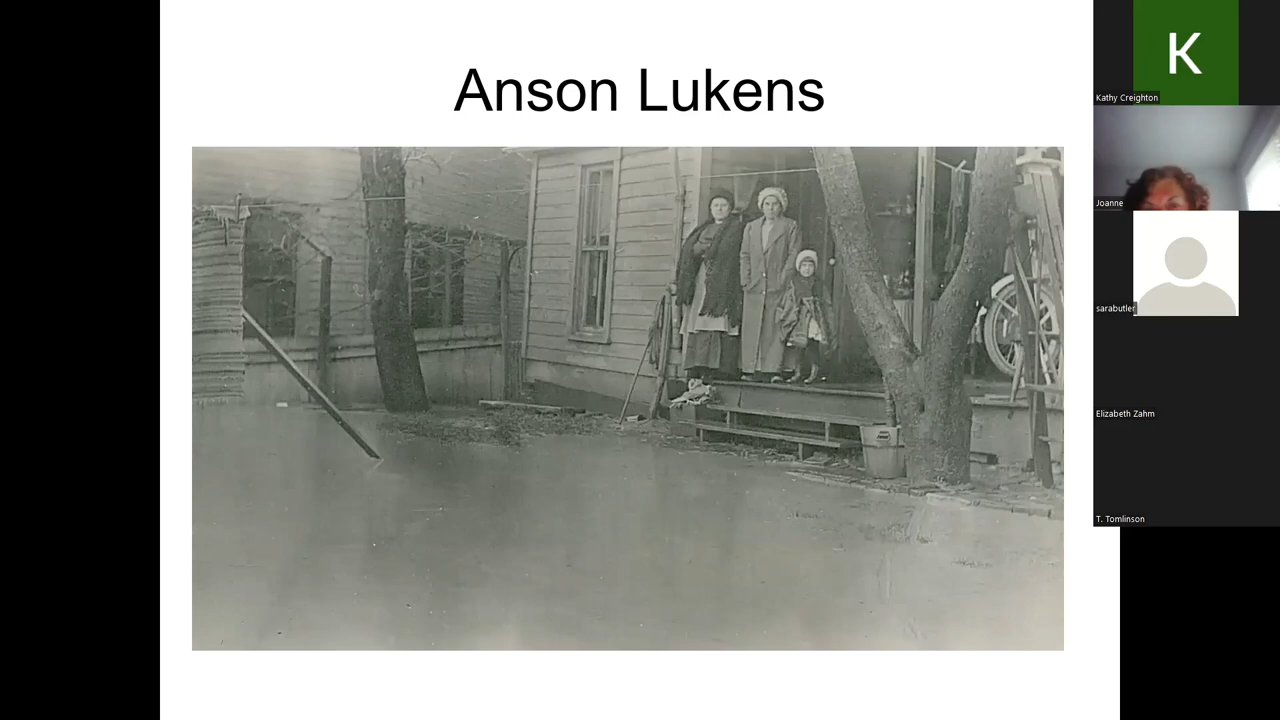 Anson Lukens
K
Kathy Creighton
Joanne
sarabutler
Elizabeth Zahm
T. Tomlinson